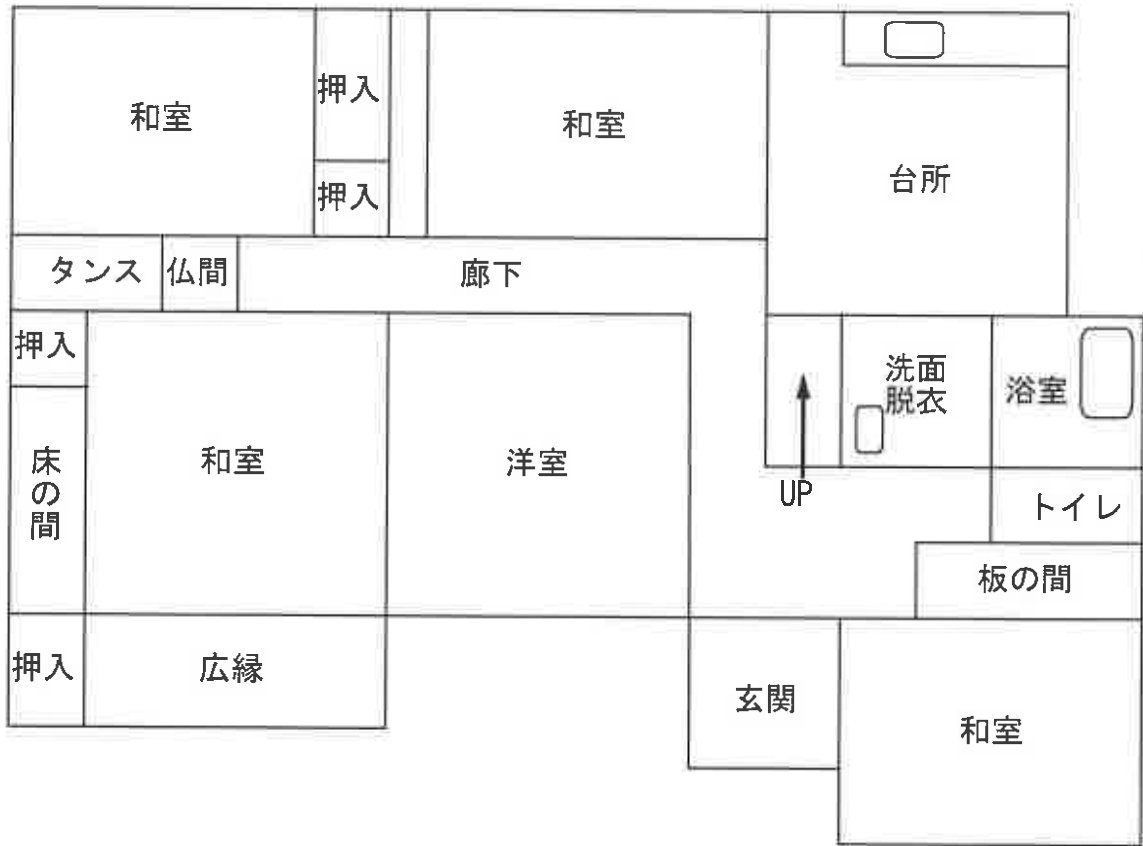 和室
押入
押入
和室
台所
タンス
仏間
廊下
押入
床の間
和室
洋室
UP
洗面
脱衣
浴室
トイレ
板の間
押入
広縁
玄関
和室